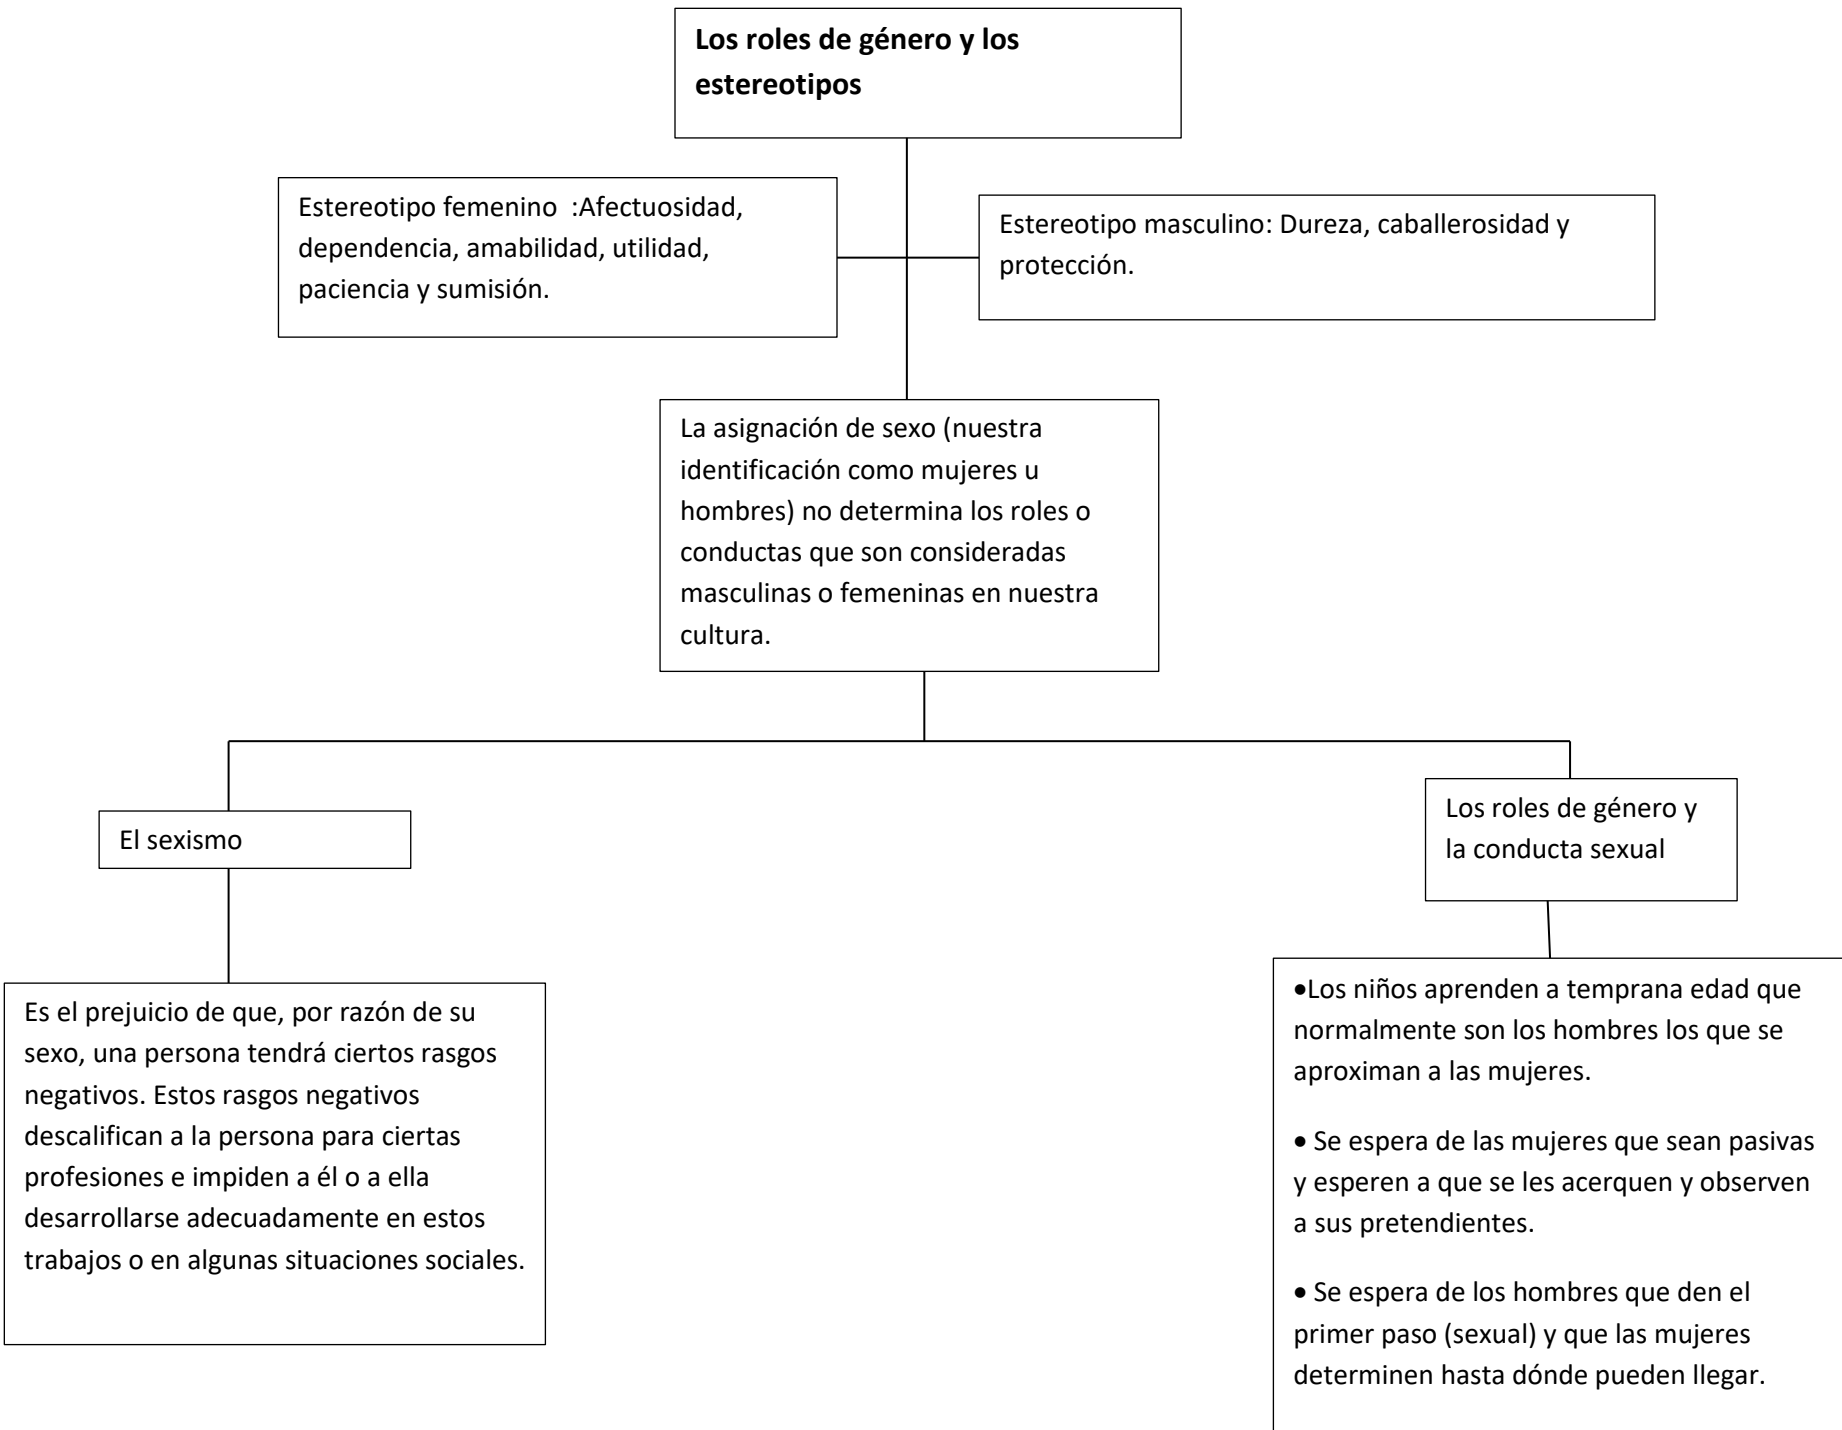 Los roles de género y los
estereotipos
Estereotipo femenino  :Afectuosidad,
dependencia, amabilidad, utilidad,
paciencia y sumisión.
Estereotipo masculino: Dureza, caballerosidad y
protección.
La asignación de sexo (nuestra
identificación como mujeres u
hombres) no determina los roles o
conductas que son consideradas
masculinas o femeninas en nuestra
cultura.
El sexismo
Los roles de género y
la conducta sexual
Es el prejuicio de que, por razón de su
sexo, una persona tendrá ciertos rasgos
negativos. Estos rasgos negativos
descalifican a la persona para ciertas
profesiones e impiden a él o a ella
desarrollarse adecuadamente en estos
trabajos o en algunas situaciones sociales.
•Los niños aprenden a temprana edad que
normalmente son los hombres los que se
aproximan a las mujeres.
• Se espera de las mujeres que sean pasivas
y esperen a que se les acerquen y observen
a sus pretendientes.
• Se espera de los hombres que den el
primer paso (sexual) y que las mujeres
determinen hasta dónde pueden llegar.